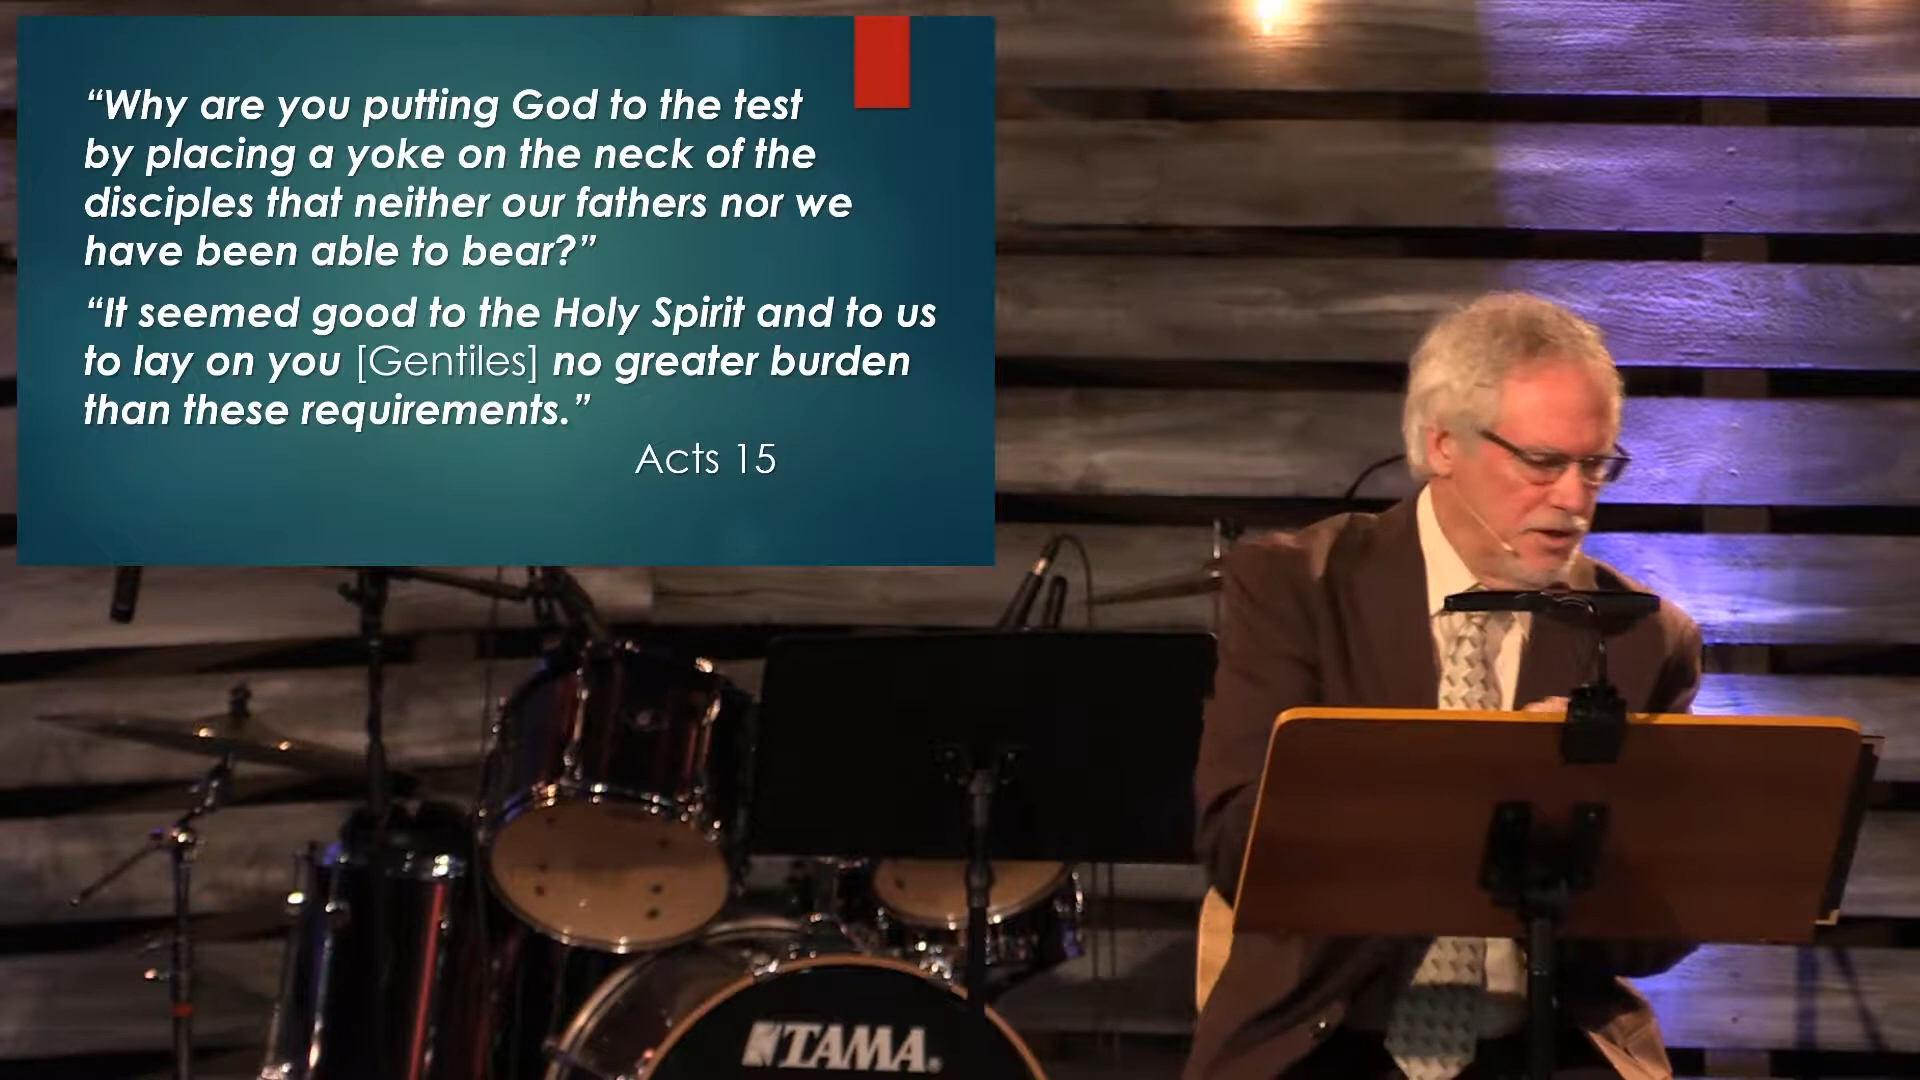 “Why are you putting God to the test
by placing a yoke on the neck of the
disciples that neither our fathers nor we
have been able to bear?”
“It seemed good to the Holy Spirit and to us
to lay on you [Gentiles] no greater burden
than these requirements.”
Acts 15
TAMA.